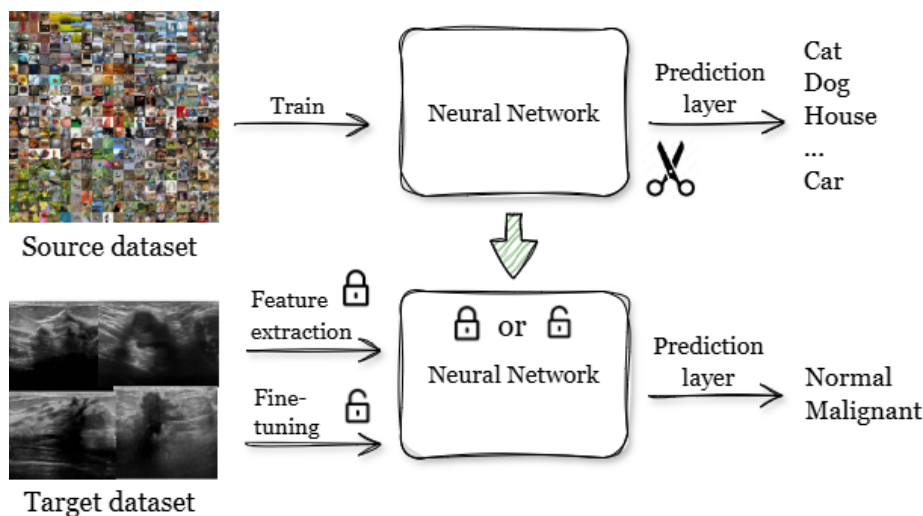 Train
Neural Network
Prediction
layer
Cat
Dog
House
...
Car
Source dataset
Feature
extraction
Fine-
tuning
or
Neural Network
Prediction
layer
Normal
Malignant
Target dataset